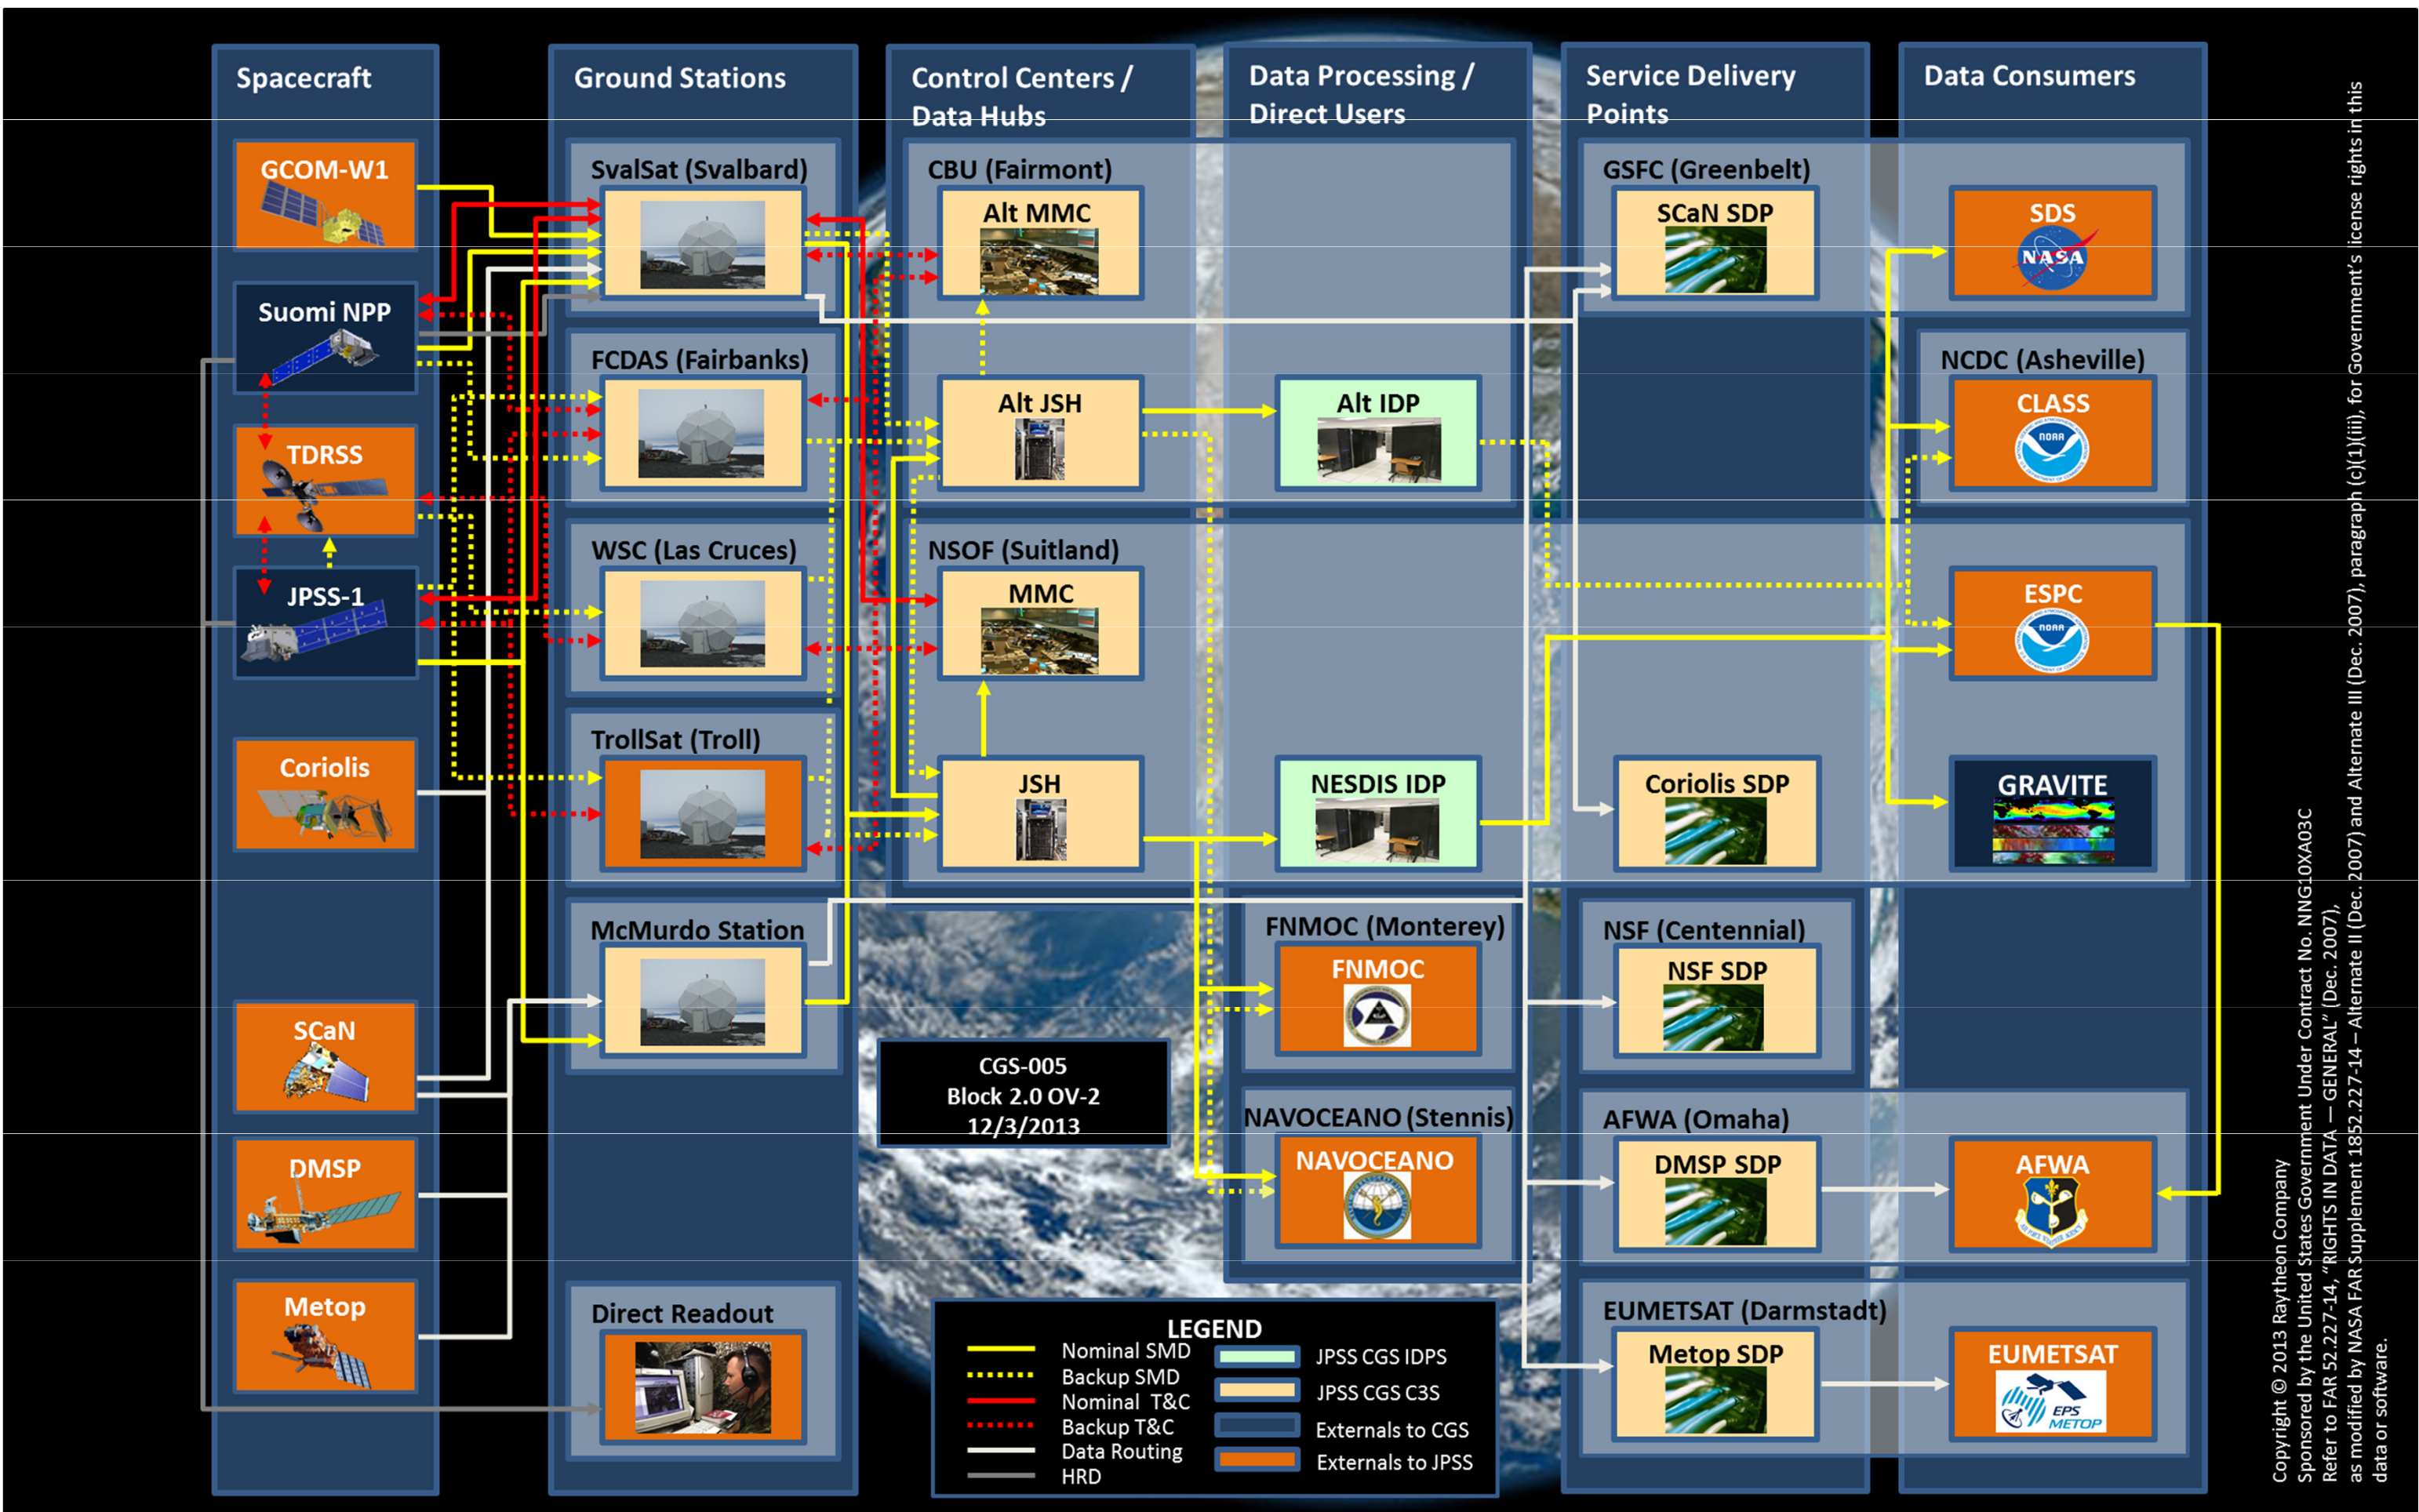 Spacecraft
Ground Stations
Control Centers /
Data Hubs
Data Processing /
Direct Users
Service Delivery
Points
Data Consumers
GCOM-W1
Suomi NPP
TDRSS
JPSS-1
Coriolis
SCaN
DMSP
Metop
SvalSat (Svalbard)
FCDAS (Fairbanks)
WSC (Las Cruces)
TrollSat (Troll)
McMurdo Station
Direct Readout
CBU (Fairmont)
Alt MMC
Alt JSH
NSOF (Suitland)
MMC
JSH
CGS-005
Block 2.0 OV-2
12/3/2013
Alt IDP
NESDIS IDP
FNMOC (Monterey)
FNMOC
NAVOCEANO (Stennis)
NAVOCEANO
GSFC (Greenbelt)
SCaN SDP
Coriolis SDP
NSF (Centennial)
NSF SDP
AFWA (Omaha)
DMSP SDP
EUMETSAT (Darmstadt)
Metop SDP
SDS
NASA
NCDC (Asheville)
CLASS
NOAA
ESPC
NOAA
GRAVITE
AFWA
EUMETSAT
EPS
METOP
LEGEND
Nominal SMD
Backup SMD
Nominal T&C
Backup T&C
Data Routing
HRD
JPSS CGS IDPS
JPSS CGS C3S
Externals to CGS
Externals to JPSS
Copyright © 2013 Raytheon Company
Sponsored by the United States Government Under Contract No. NNG10XA03C
Refer to FAR 52.227-14, “RIGHTS IN DATA — GENERAL” (Dec. 2007),
as modified by NASA FAR Supplement 1852.227-14 – Alternate II (Dec. 2007) and Alternate III (Dec. 2007), paragraph (c)(1)(iii), for Government’s license rights in this
data or software.